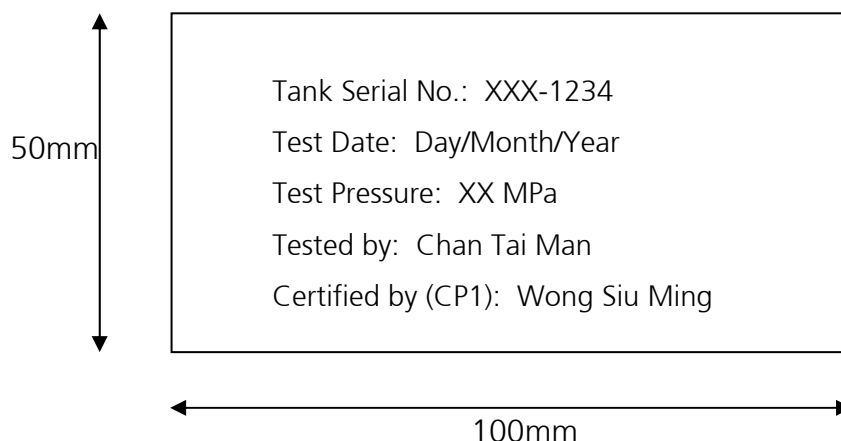 Tank Serial No.: XXX-1234
50mm
Test Date: Day/Month/Year
Test Pressure: XX MPa
Tested by: Chan Tai Man
Certified by (CP1): Wong Siu Ming
100mm